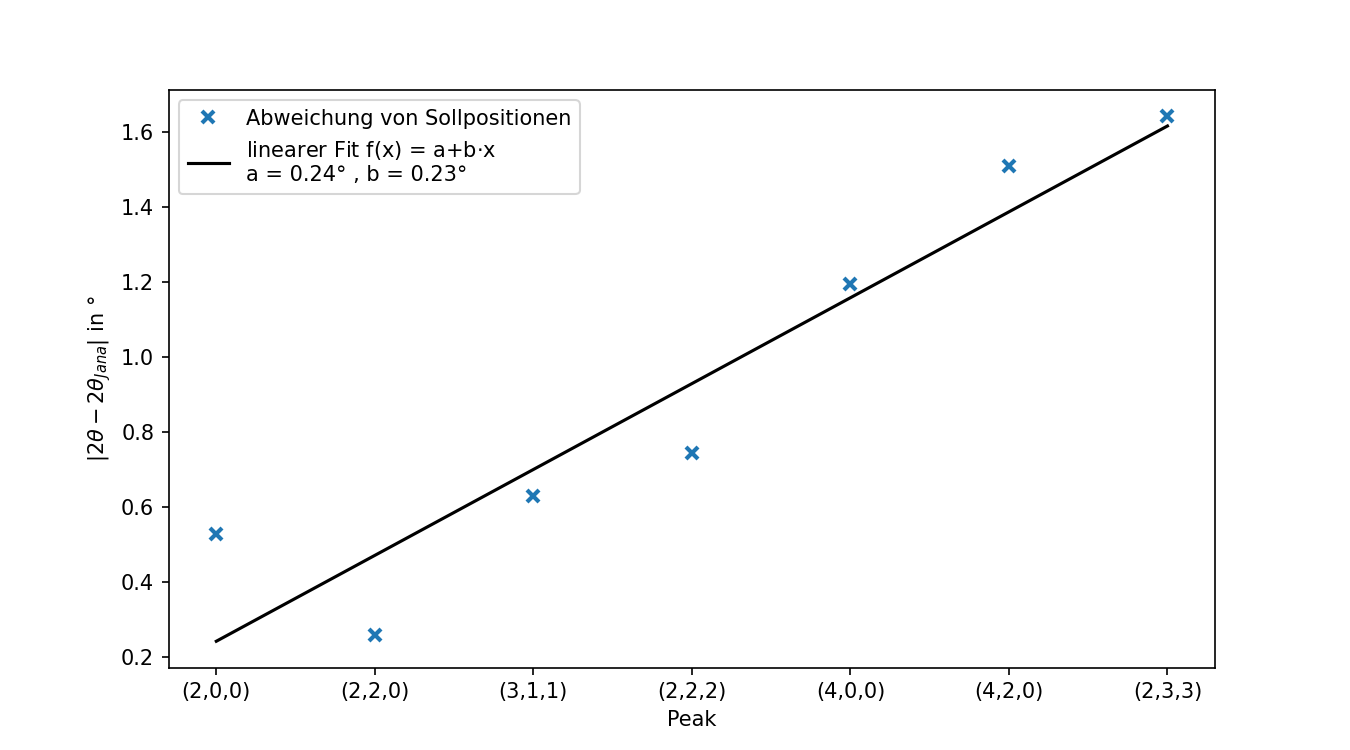 Abweichung von Sollpositionen
linearer Fit f(x) = a+b·x
a = 0.24° , b = 0.23°
1.6
1.4
1.2
1.0
0.8
0.6
0.4
0.2
|2θ − 2θJana| in °
(2,0,0) (2,2,0) (3,1,1) (2,2,2) (4,0,0) (4,2,0) (2,3,3)
Peak